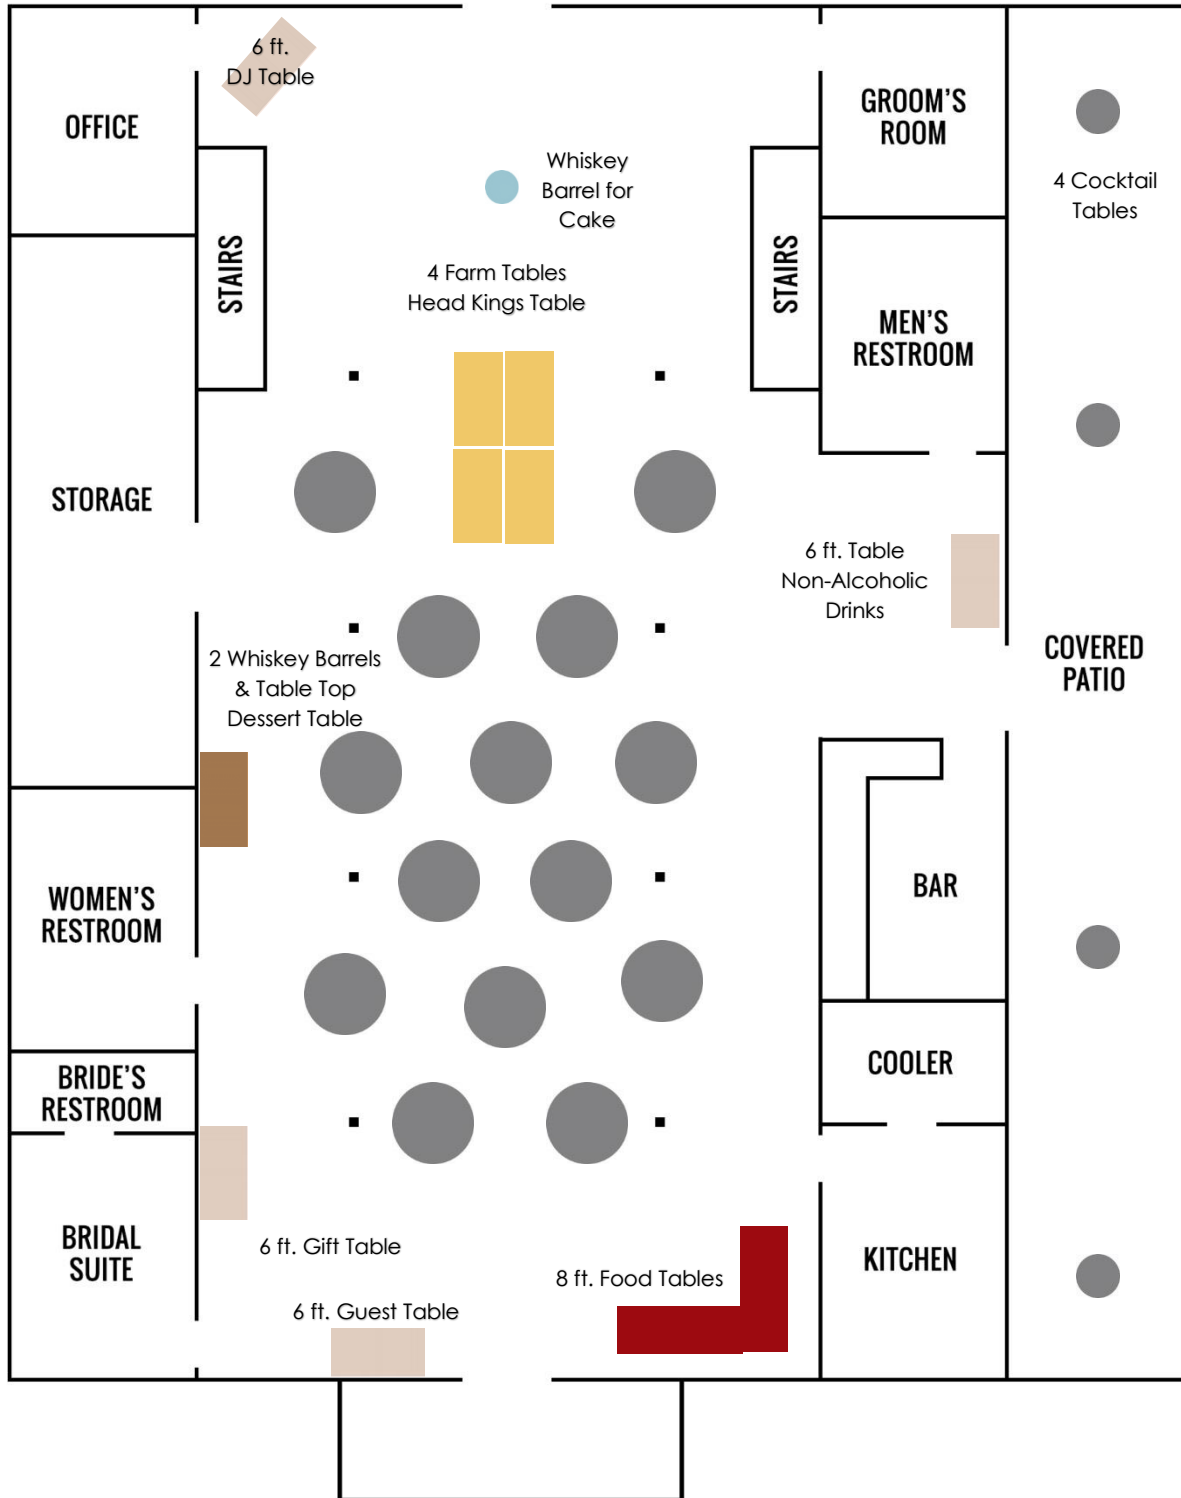 6 ft.
DJ Table
OFFICE
GROOM'S
ROOM
Whiskey
Barrel for
Cake
4 Cocktail
Tables
STAIRS
STAIRS
4 Farm Tables
Head Kings Table
MEN'S
RESTROOM
STORAGE
6 ft. Table
Non-Alcoholic
Drinks
COVERED
PATIO
2 Whiskey Barrels
& Table Top
Dessert Table
WOMEN'S
RESTROOM
BAR
COOLER
BRIDE'S
RESTROOM
BRIDAL
SUITE
6 ft. Gift Table
KITCHEN
8 ft. Food Tables
6 ft. Guest Table